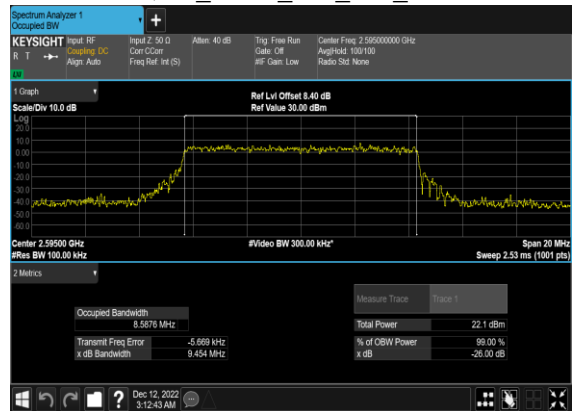 Spectrum Analyzer 1
Occupied BW
+
KEYSIGHT Input: RF
R T Coupling: DC
Align: Auto
Input Z: 50 Ω
Corr CCorr
Freq Ref: Int (S)
Atten: 40 dB
Trig: Free Run
Gate: Off
#IF Gain: Low
Center Freq: 2.595000000 GHz
Avg|Hold: 100/100
Radio Std: None
LW
1 Graph
Scale/Div 10.0 dB
Ref Lvl Offset 8.40 dB
Ref Value 30.00 dBm
Log
20.0
10.0
0.00
-10.0
-20.0
-30.0
-40.0
-50.0
-60.0
Center 2.59500 GHz
#Res BW 100.00 kHz
#Video BW 300.00 kHz*
Span 20 MHz
Sweep 2.53 ms (1001 pts)
2 Metrics
Measure Trace Trace 1
Occupied Bandwidth
8.5876 MHz
Total Power 22.1 dBm
Transmit Freq Error -5.669 kHz
% of OBW Power 99.00 %
x dB Bandwidth 9.454 MHz
x dB -26.00 dB
?
Dec 12, 2022
3:12:43 AM